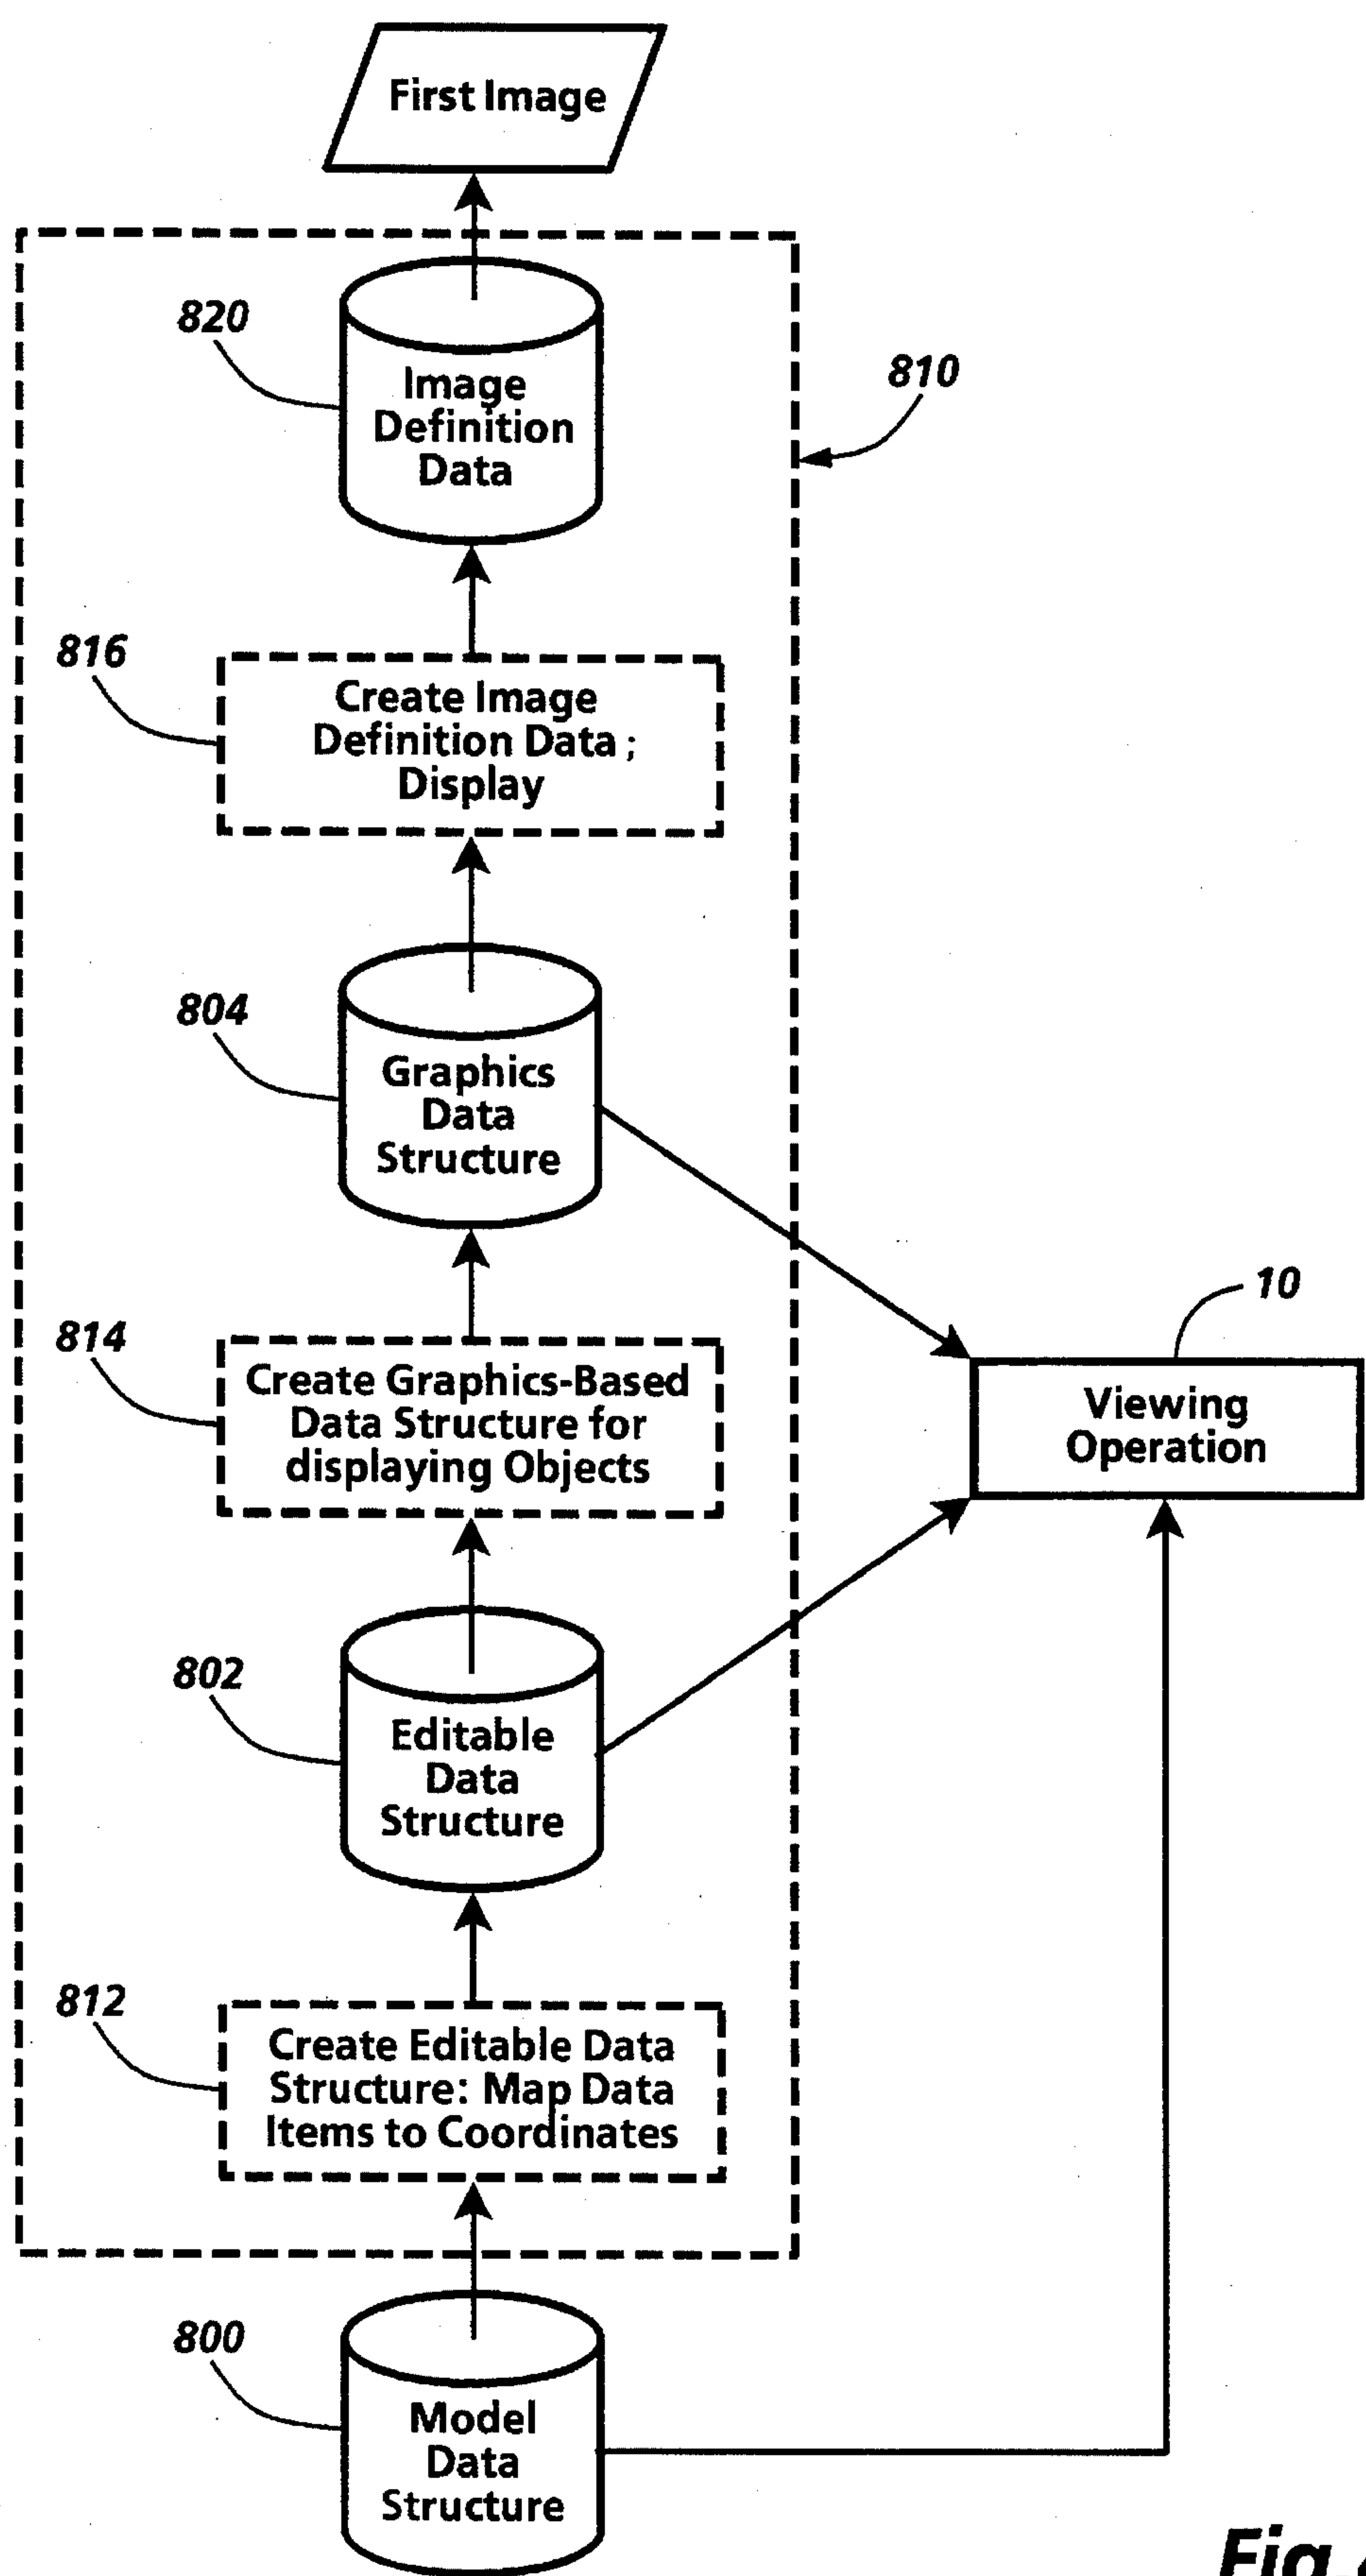 First Image
820
Image
Definition
Data
810
816
Create Image
Definition Data ;
Display
804
Graphics
Data
Structure
10
814
Create Graphics-Based
Data Structure for
displaying Objects
Viewing
Operation
802
Editable
Data
Structure
812
Create Editable Data
Structure: Map Data
Items to Coordinates
800
Model
Data
Structure
Fig.